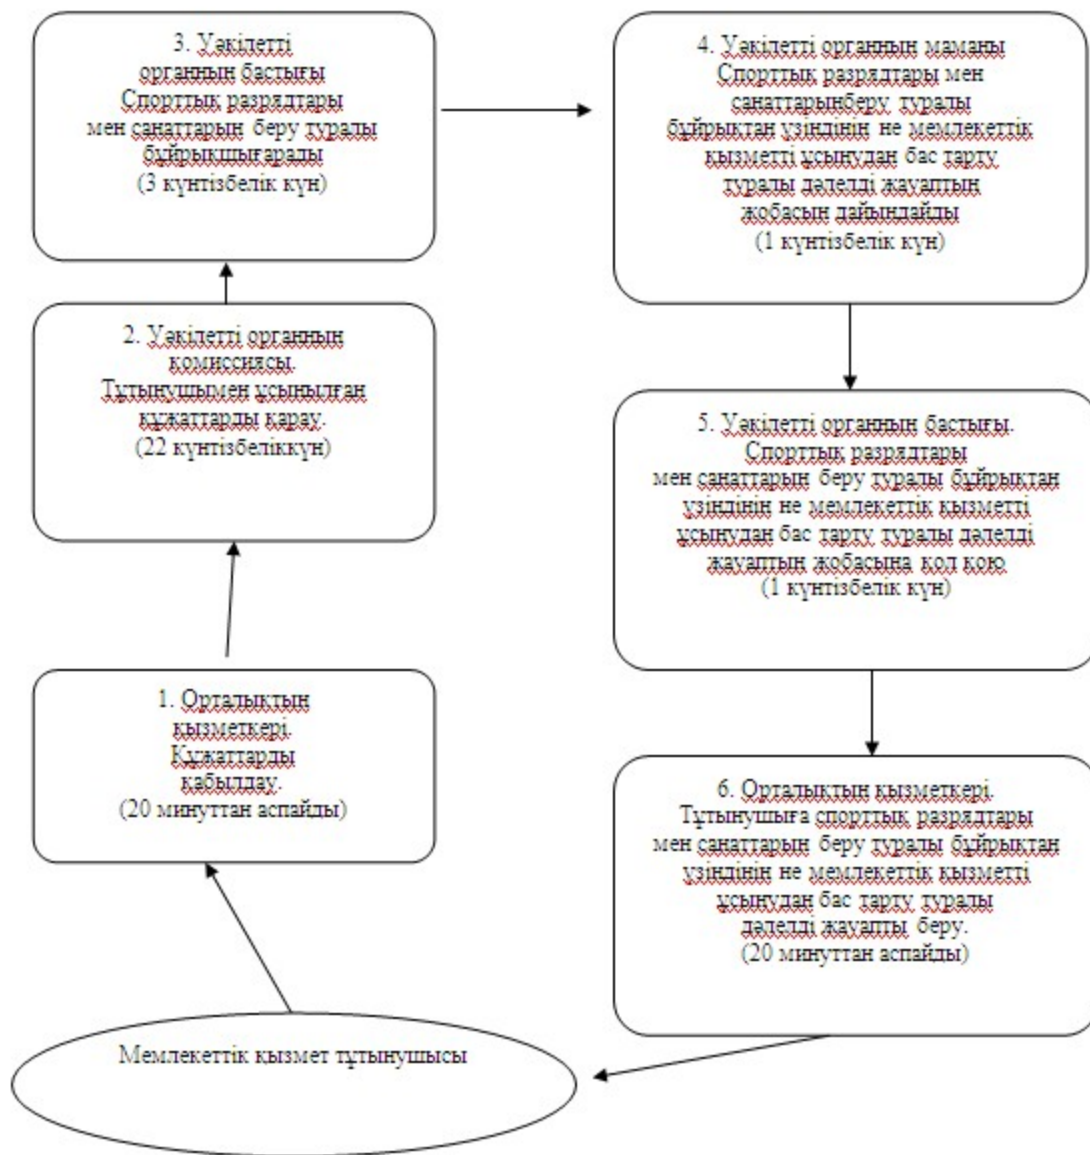 3. Уәкілетті
органның бастығы
Спорттық разрядтары
мен санаттарын беру туралы
бұйрықшығарады
(3 күнтізбелік күн)
4. Уәкілетті органның маманы
Спорттық разрядтары мен
санаттарынберу туралы
бұйрықтан үзіндінің не мемлекеттік
қызметті ұсынудан бас тарту
туралы дәлелді жауаптың
жобасын дайындайды
(1 күнтізбелік күн)
2. Уәкілетті органның
комиссиясы.
Тұтынушымен ұсынылған
құжаттарды қарау.
(22 күнтізбеліккүн)
5. Уәкілетті органның бастығы.
Спорттық разрядтары
мен санаттарын беру туралы бұйрықтан
үзіндінің не мемлекеттік қызметті
ұсынудан бас тарту туралы дәлелді
жауаптың жобасына қол қою
(1 күнтізбелік күн)
1. Орталықтың
қызметкері.
Құжаттарды
қабылдау.
(20 минуттан аспайды)
6. Орталықтың қызметкері.
Тұтынушыға спорттық разрядтары
мен санаттарын беру туралы бұйрықтан
үзіндінің не мемлекеттік қызметті
ұсынудан бас тарту туралы
дәлелді жауапты беру.
(20 минуттан аспайды)
Мемлекеттік қызмет тұтынушысы